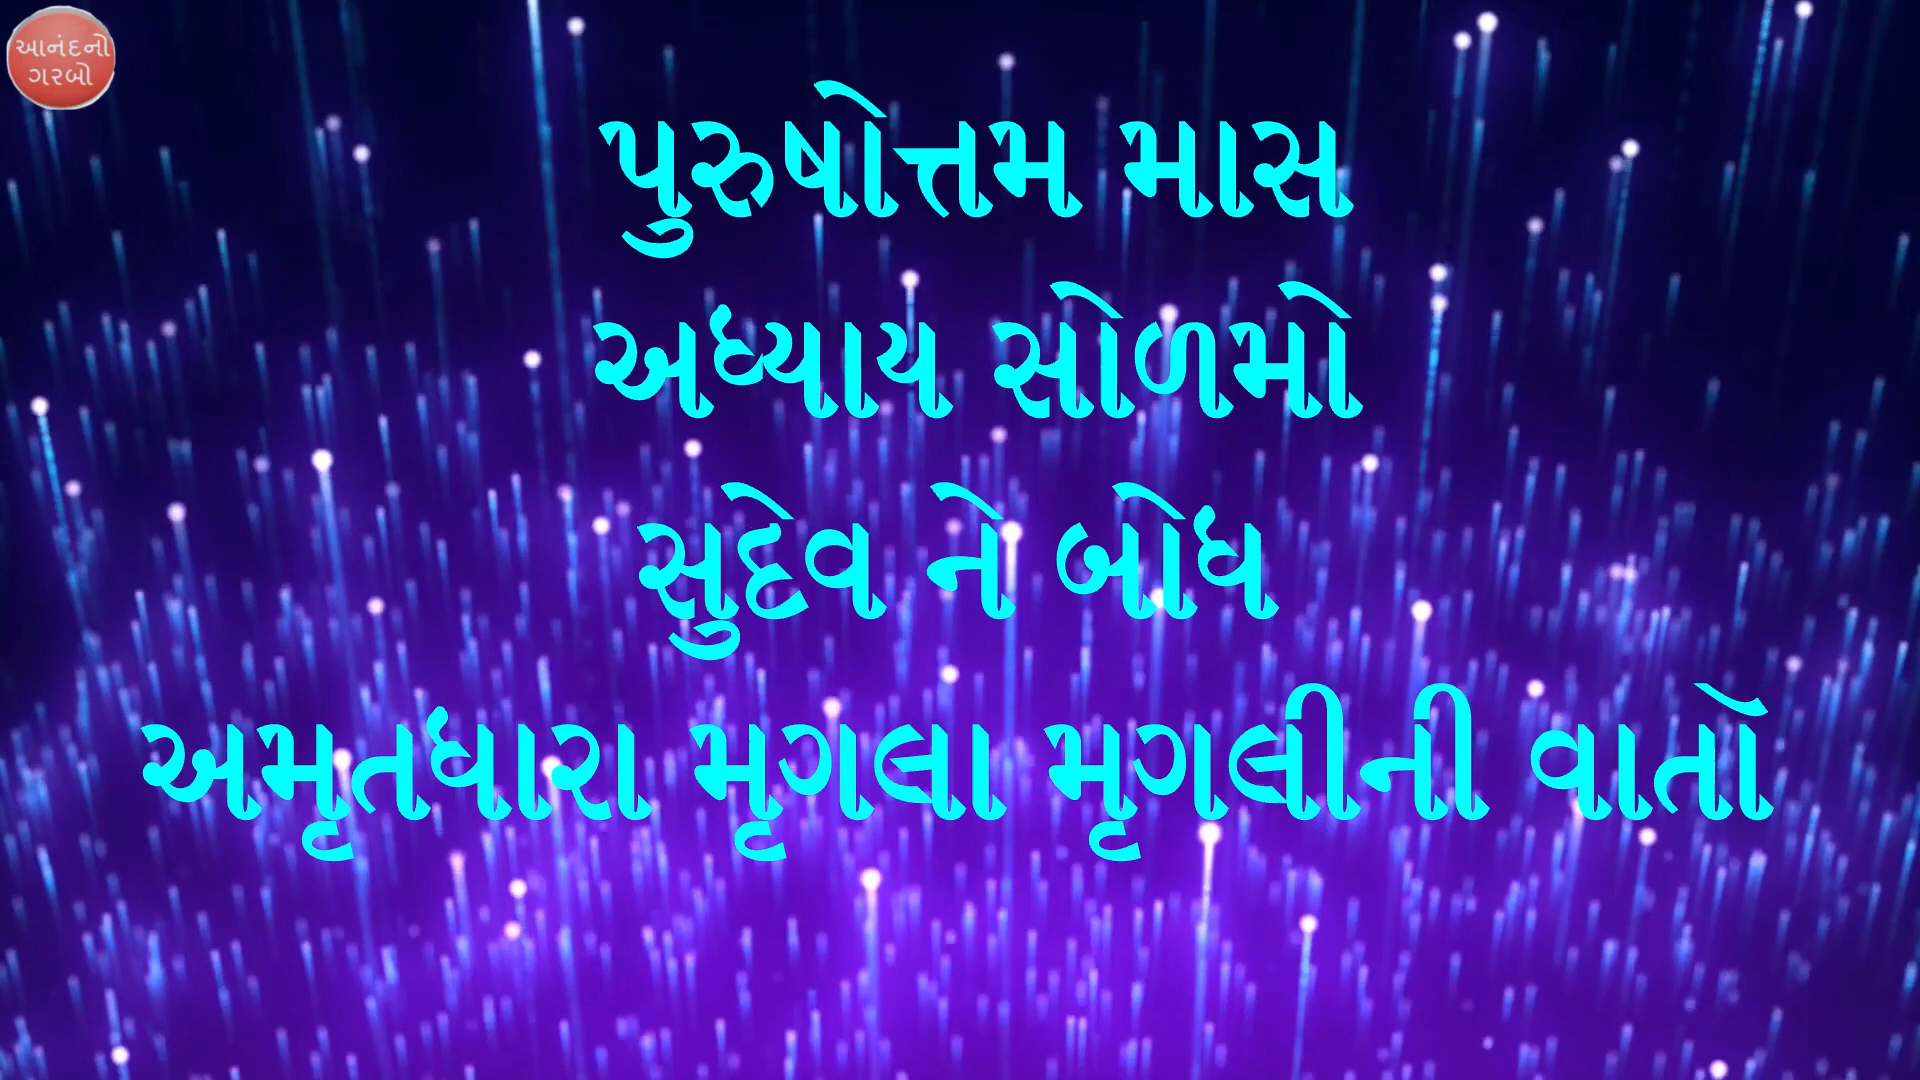 આનંદનો
ગરબો
પુરુષોત્તમ માસ
અધ્યાય સોળમો
સુદેવ ને બોધ
અમૃતધારા મૃગલા મૃગલીની વાતો